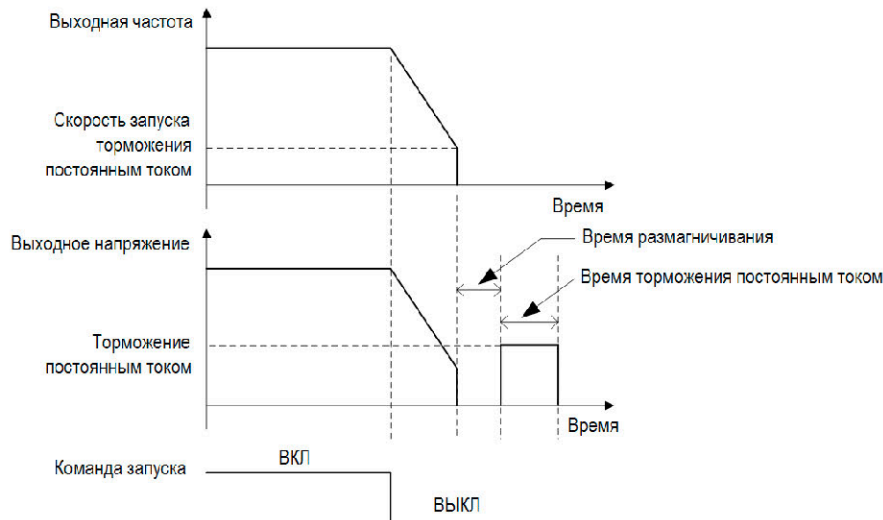 Выходная частота
Скорость запуска
торможения
постоянным током
Время
Выходное напряжение
Время размагничивания
Время торможения постоянным током
Торможение
постоянным током
Время
Команда запуска
ВКЛ
ВЫКЛ